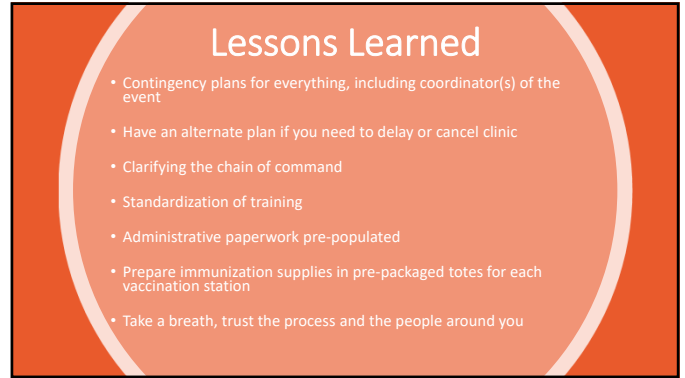 Lessons Learned
• Contingency plans for everything, including coordinator(s) of the
event
• Have an alternate plan if you need to delay or cancel clinic
• Clarifying the chain of command
• Standardization of training
• Administrative paperwork pre-populated
• Prepare immunization supplies in pre-packaged totes for each
vaccination station
• Take a breath, trust the process and the people around you